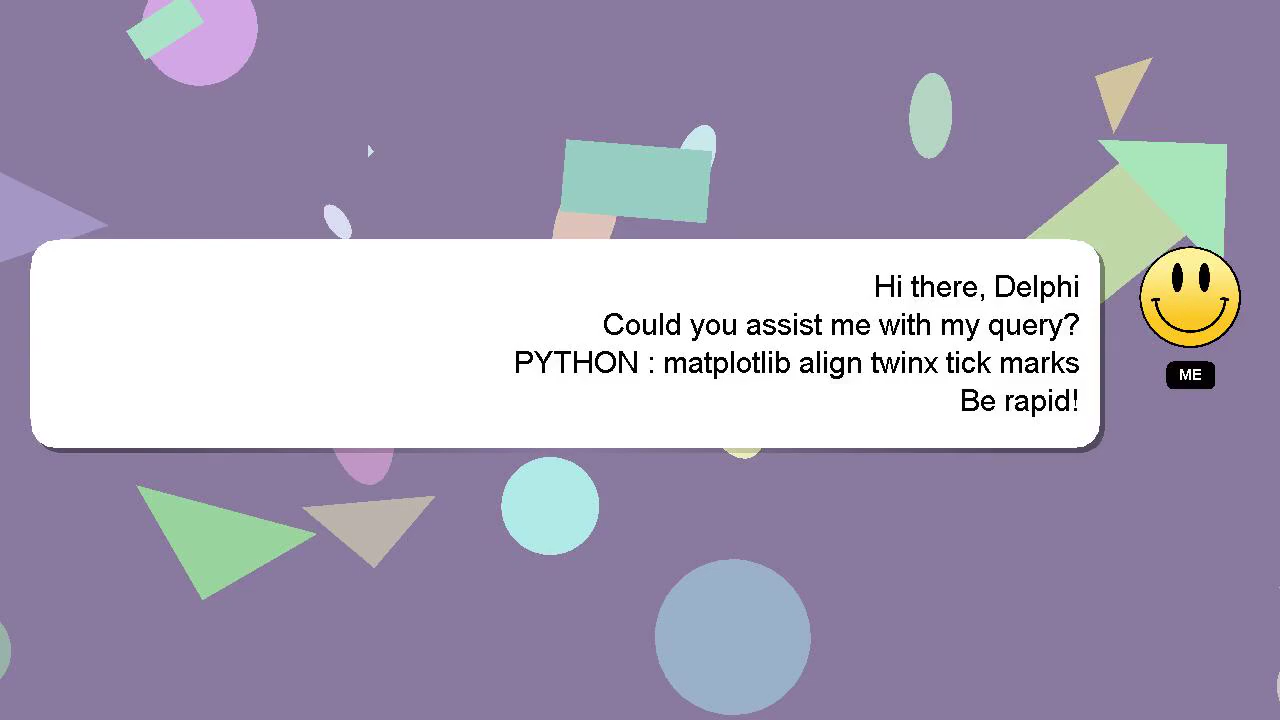 Hi there, Delphi
Could you assist me with my query?
PYTHON : matplotlib align twinx tick marks
Be rapid!
ME